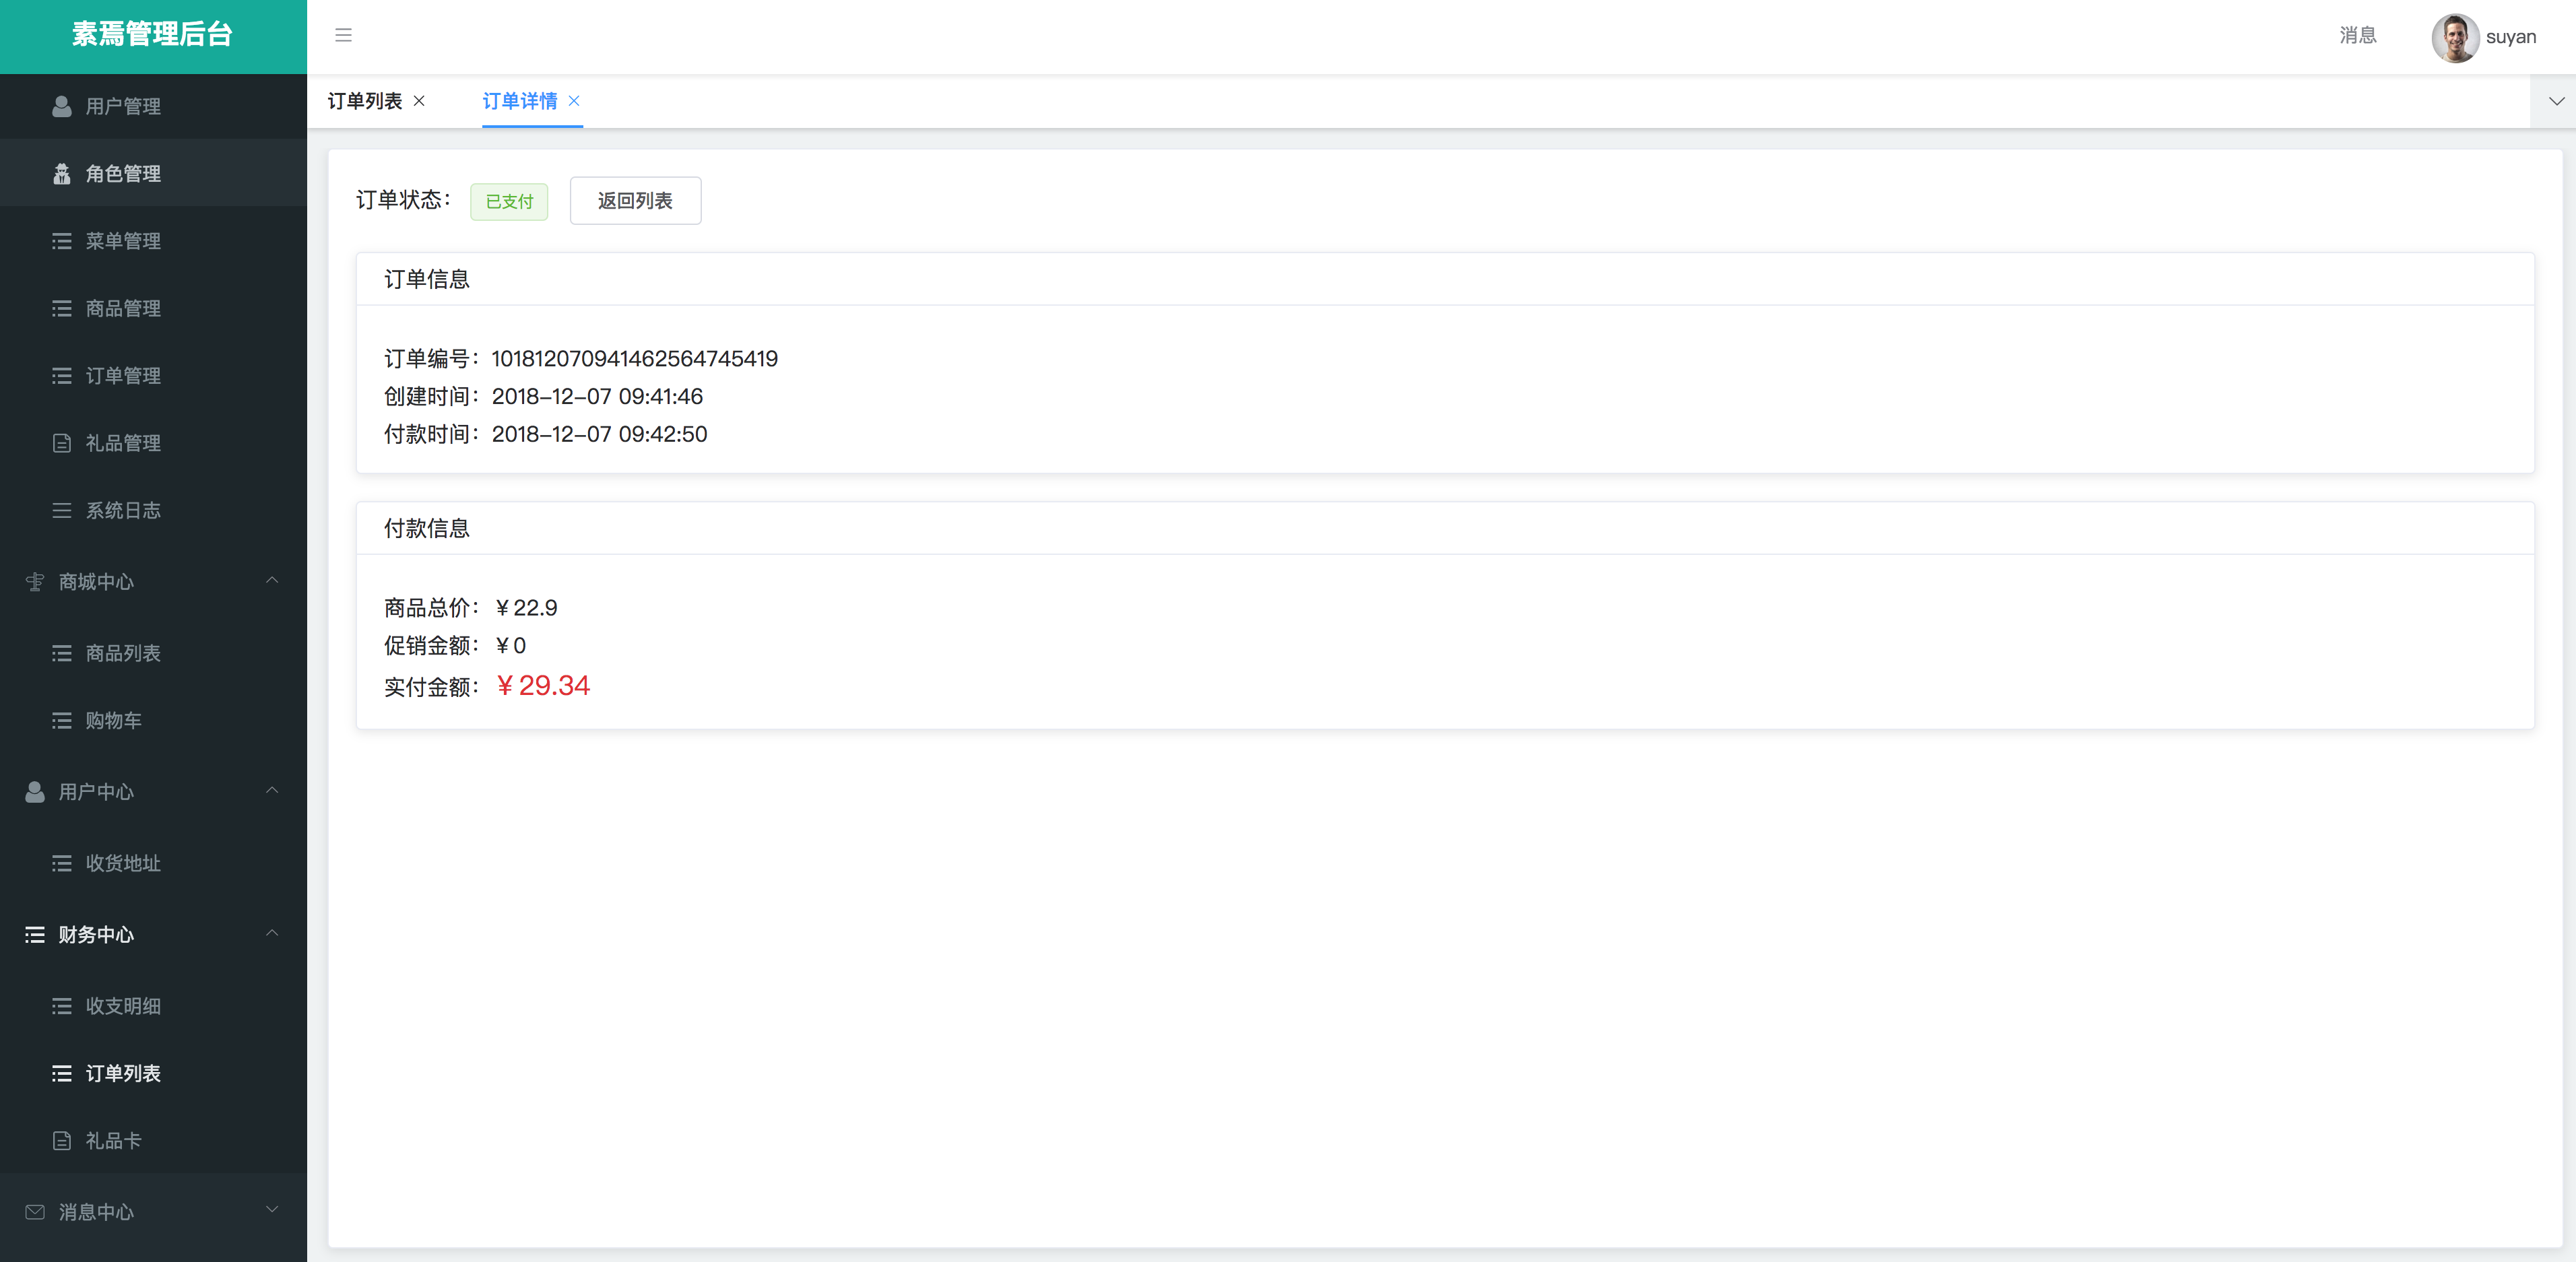 素焉管理后台
消息
suyan
用户管理
角色管理
菜单管理
商品管理
订单管理
礼品管理
系统日志
商城中心
商品列表
购物车
用户中心
收货地址
财务中心
收支明细
订单列表
礼品卡
消息中心
订单列表
订单详情
订单状态： 已支付 返回列表
订单信息
订单编号：101812070941462564745419
创建时间：2018-12-07 09:41:46
付款时间：2018-12-07 09:42:50
付款信息
商品总价：￥22.9
促销金额：￥0
实付金额：￥29.34